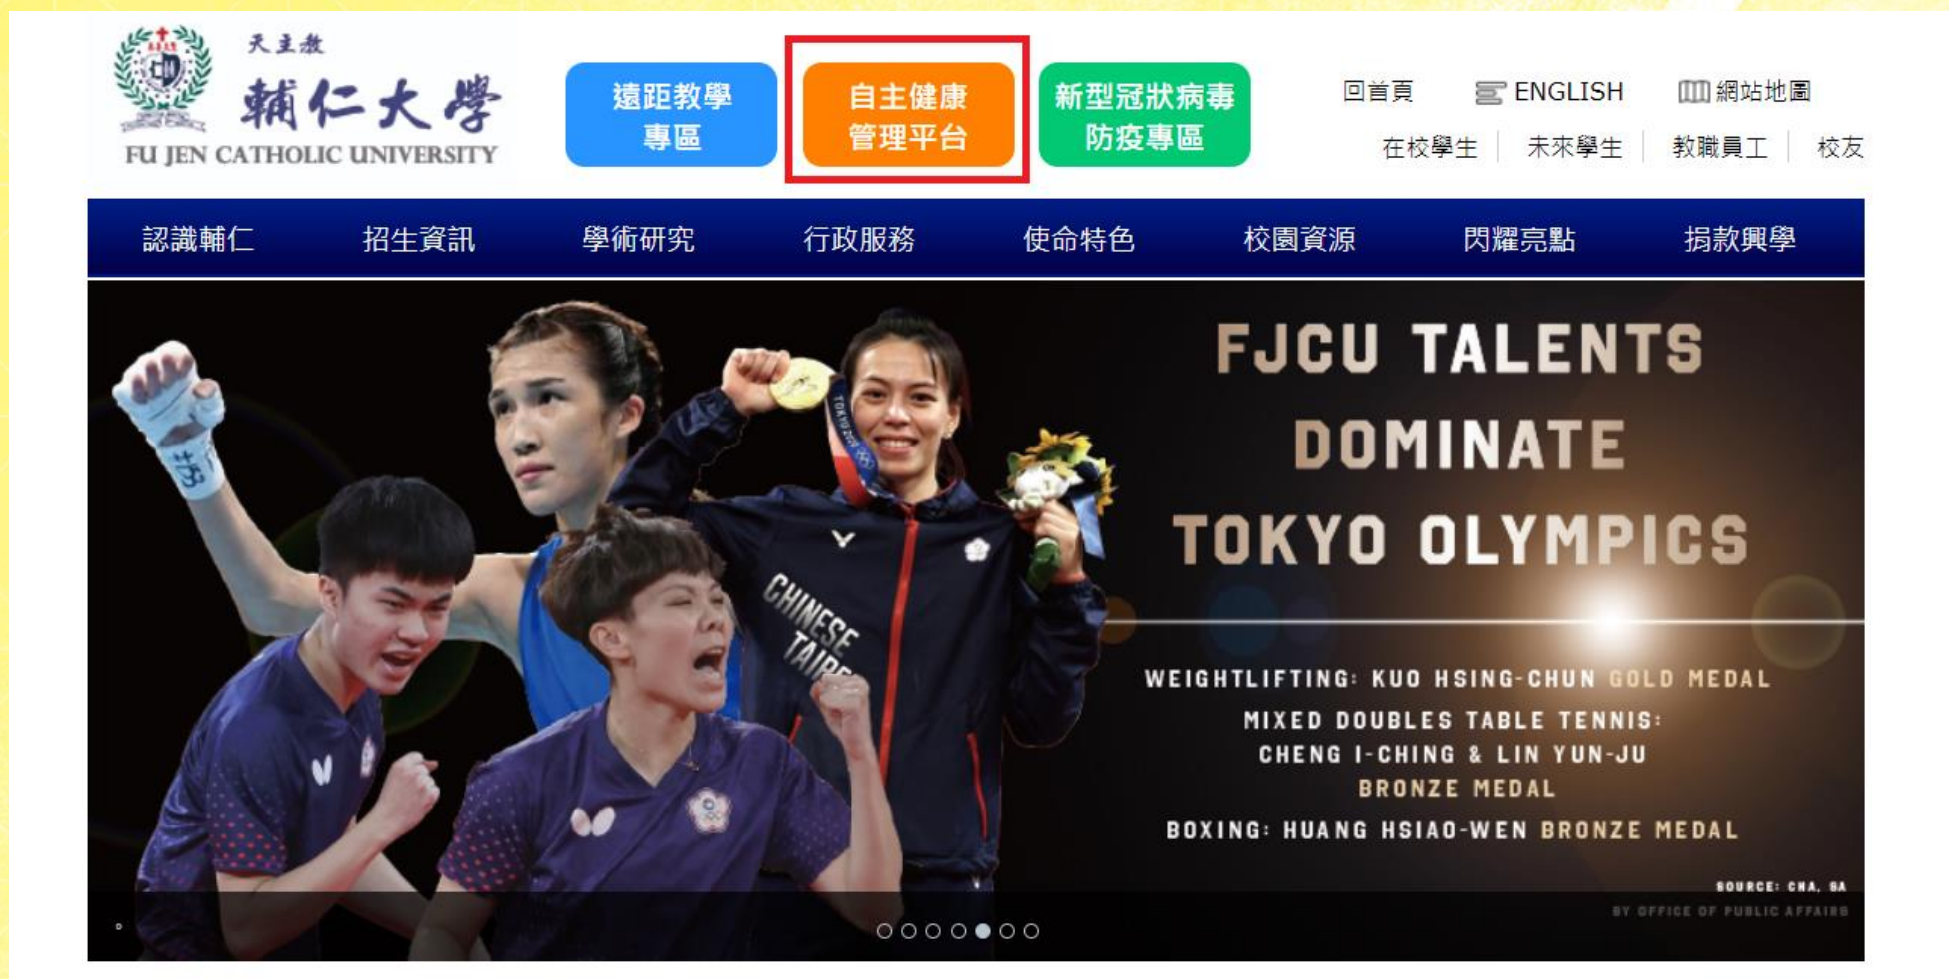 天主教
輔仁大學
FU JEN CATHOLIC UNIVERSITY
遠距教學
專區
自主健康
管理平台
新型冠狀病毒
防疫專區
回首頁 ENGLISH 網站地圖
在校學生 未來學生 教職員工 校友
認識輔仁 招生資訊 學術研究 行政服務 使命特色 校園資源 閃耀亮點 捐款興學
FJCU TALENTS
DOMINATE
TOKYO OLYMPICS
TOKYO 2020
CHINESE
WEIGHTLIFTING: KUO HSING-CHUN GOLD MEDAL
MIXED DOUBLES TABLE TENNIS:
CHENG I-CHING & LIN YUN-JU
BRONZE MEDAL
BOXING: HUANG HSIAO-WEN BRONZE MEDAL
SOURCE: CNA, SA
BY OFFICE OF PUBLIC AFFAIRS